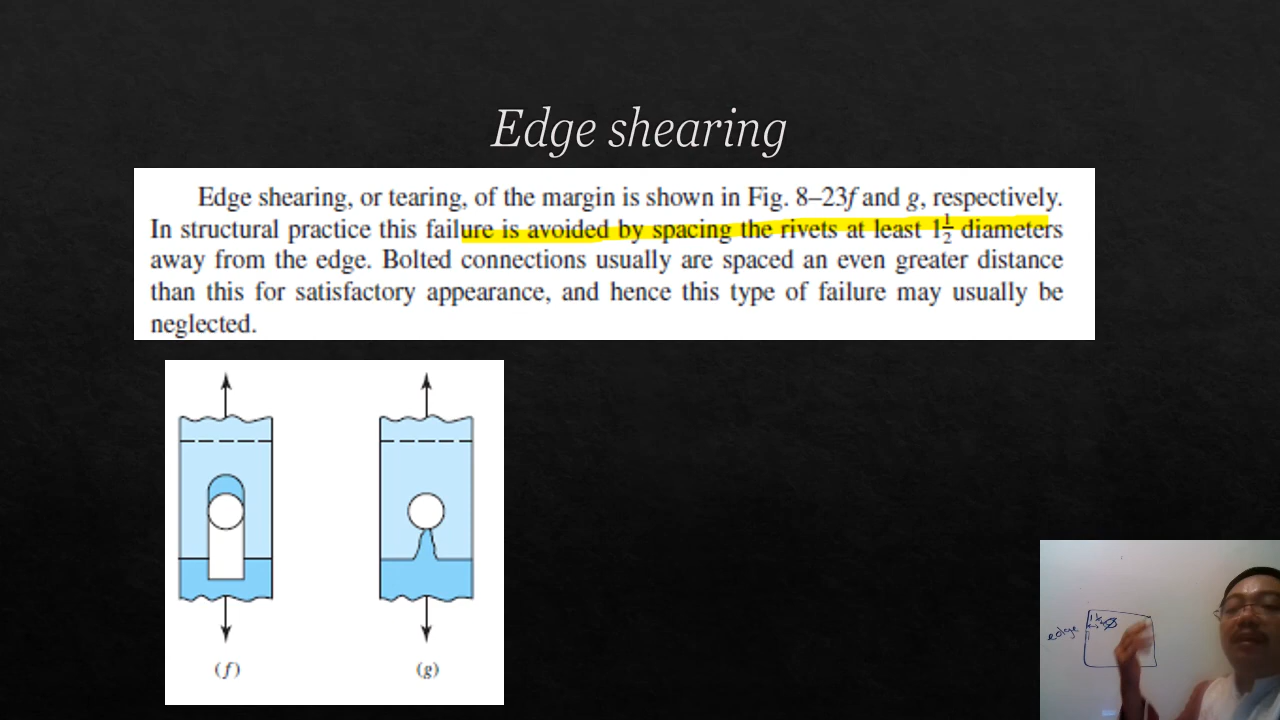 Edge shearing
Edge shearing, or tearing, of the margin is shown in Fig. 8–23f and g, respectively.
In structural practice this failure is avoided by spacing the rivets at least 1½ diameters
away from the edge. Bolted connections usually are spaced an even greater distance
than this for satisfactory appearance, and hence this type of failure may usually be
neglected.
(f) (g)
edge